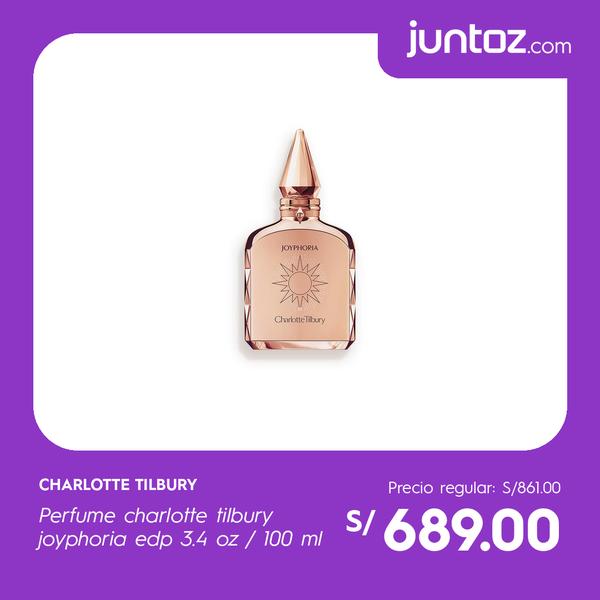 juntoz.com
JOYPHORIA
Charlotte Tilbury
CHARLOTTE TILBURY
Perfume charlotte tilbury
joyphoria edp 3.4 oz / 100 ml
Precio regular: S/861.00
S/ 689.00